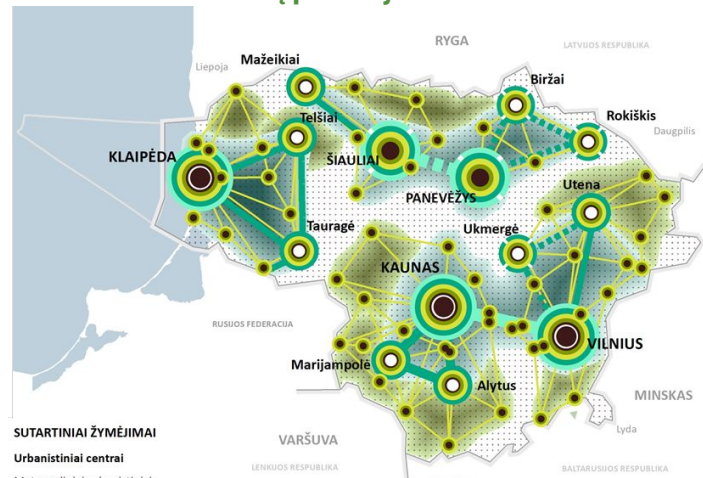 RYGA
LATVIJOS RESPUBLIKA
Mažeikiai
Liepoja
Biržai
Telšiai
Rokiškis
Daugpilis
KLAIPĖDA
ŠIAULIAI
PANEVĖŽYS
Utena
Tauragė
Ukmergė
KAUNAS
RUSIJOS FEDERACIJA
VILNIUS
Marijampolė
Alytus
MINSKAS
SUTARTINIAI ŽYMĖJIMAI
VARŠUVA
Lyda
Urbanistiniai centrai
LENKIJOS RESPUBLIKA
BALTARUSIJOS RESPUBLIKA